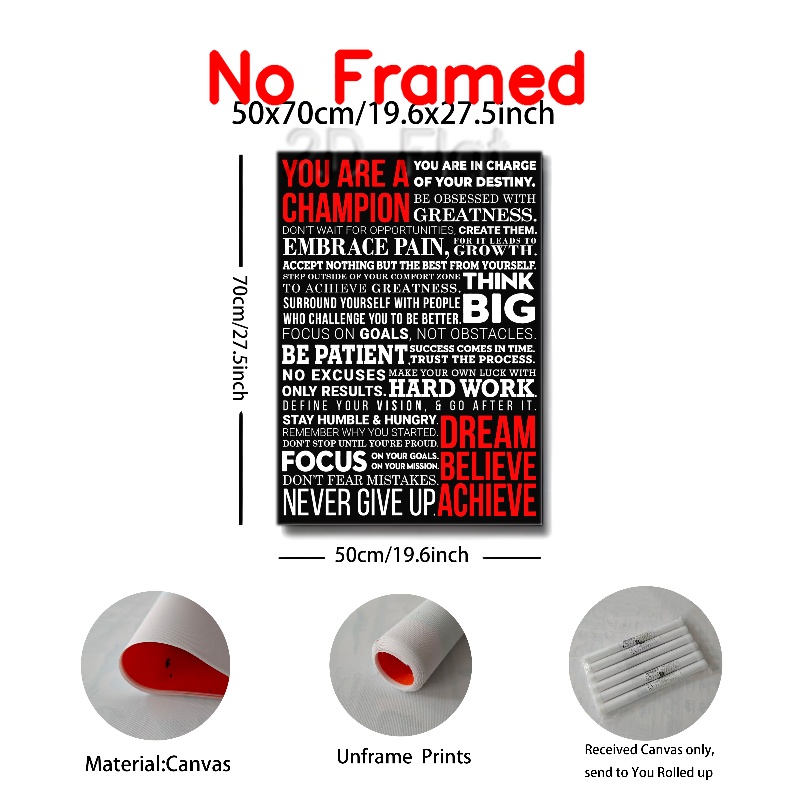 No Framed
50x70cm/19.6x27.5inch
2D Flat
YOU ARE A
CHAMPION
YOU ARE IN CHARGE
OF YOUR DESTINY.
BE OBSESSED WITH
GREATNESS.
DON'T WAIT FOR OPPORTUNITIES, CREATE THEM.
EMBRACE PAIN, FOR IT LEADS TO
GROWTH.
ACCEPT NOTHING BUT THE BEST FROM YOURSELF.
STEP OUTSIDE OF YOUR COMFORT ZONE
TO ACHIEVE GREATNESS.
THINK
BIG
SURROUND YOURSELF WITH PEOPLE
WHO CHALLENGE YOU TO BE BETTER.
FOCUS ON GOALS, NOT OBSTACLES.
BE PATIENT, SUCCESS COMES IN TIME.
TRUST THE PROCESS.
NO EXCUSES
ONLY RESULTS.
MAKE YOUR OWN LUCK WITH
HARD WORK.
DEFINE YOUR VISION, & GO AFTER IT.
STAY HUMBLE & HUNGRY.
REMEMBER WHY YOU STARTED.
DON'T STOP UNTIL YOU'RE PROUD.
FOCUS ON YOUR GOALS.
ON YOUR MISSION.
DON'T FEAR MISTAKES.
NEVER GIVE UP.
DREAM
BELIEVE
ACHIEVE
70cm/27.5inch
50cm/19.6inch
Material:Canvas
Unframe Prints
Received Canvas only,
send to You Rolled up